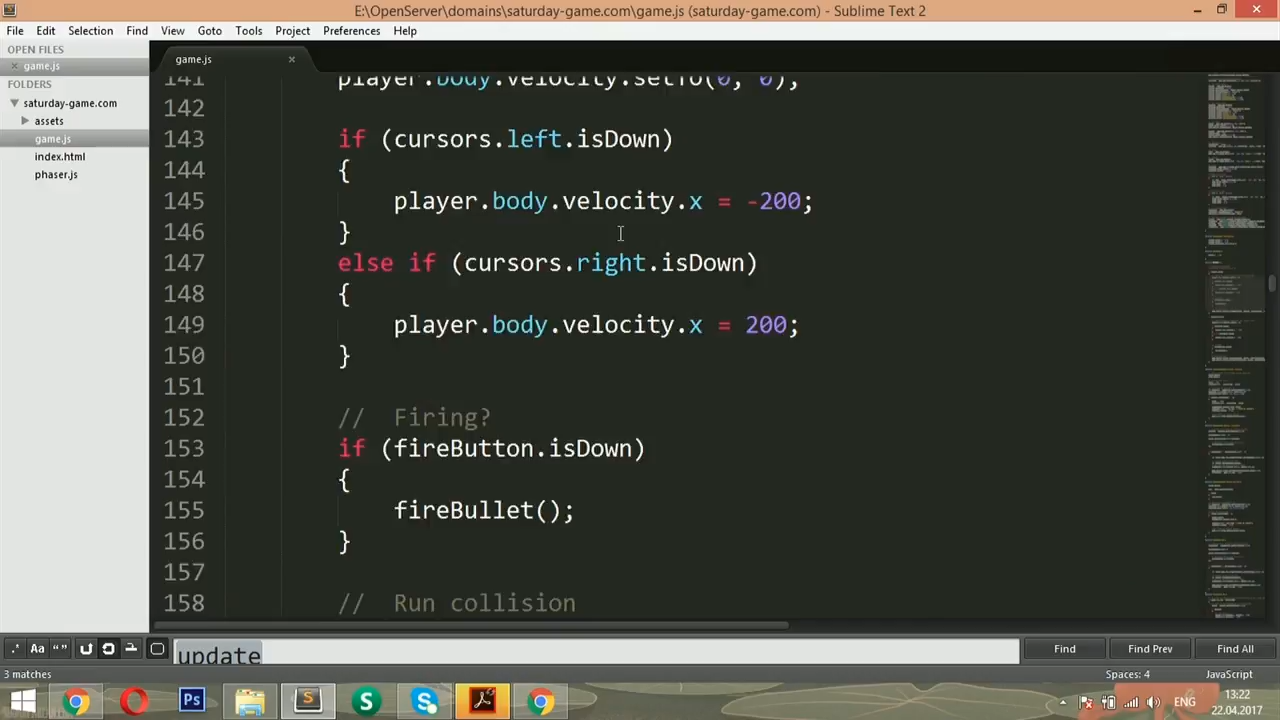 E:\OpenServer\domains\saturday-game.com\game.js (saturday-game.com) - Sublime Text 2
File Edit Selection Find View Goto Tools Project Preferences Help
OPEN FILES
game.js
FOLDERS
saturday-game.com
assets
game.js
index.html
phaser.js
game.js
141 player.body.velocity.setTo(0, 0);
142
143 if (cursors.left.isDown)
144 {
145 player.body.velocity.x = -200;
146 }
147 else if (cursors.right.isDown)
148 {
149 player.body.velocity.x = 200;
150 }
151
152 // Firing?
153 if (fireButton.isDown)
154 {
155 fireBullet();
156 }
157
158 // Run collision
.* Aa “” update Find Find Prev Find All
3 matches Spaces: 4 JavaScript
Ps S S ENG 13:22
22.04.2017